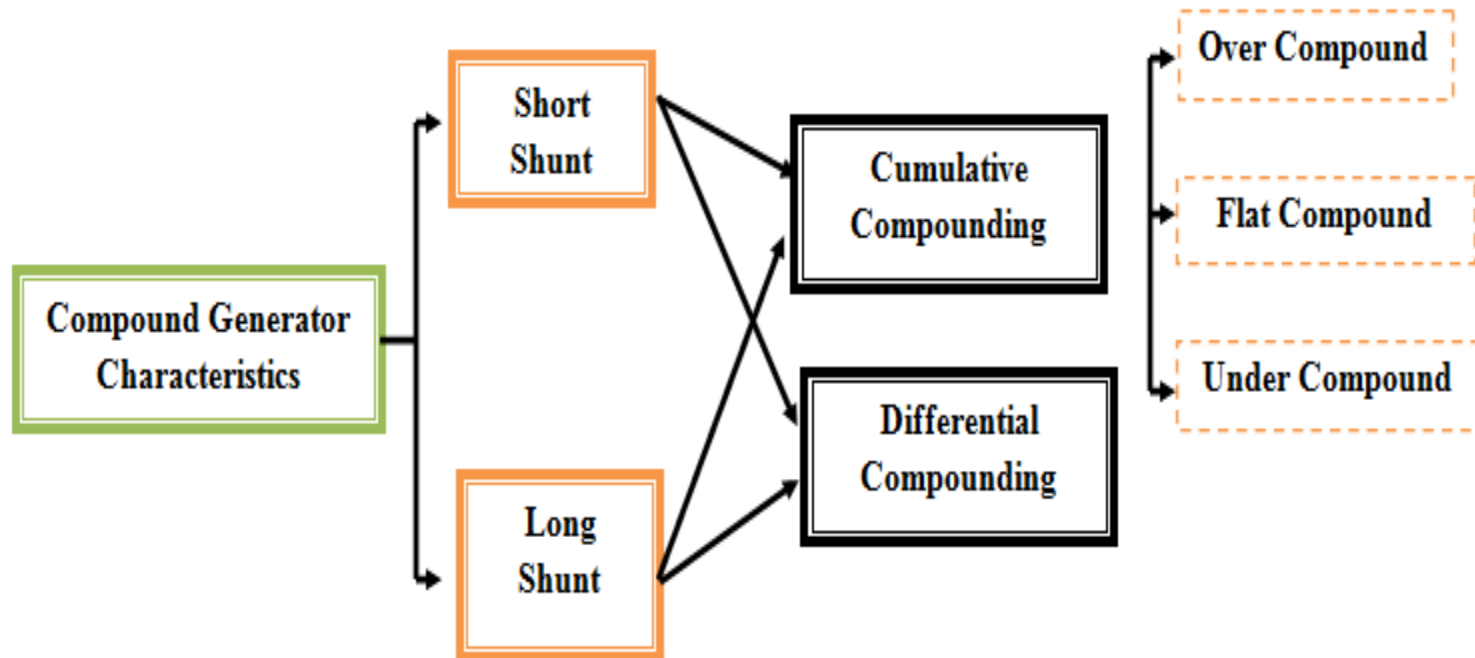 Compound Generator
Characteristics
Short
Shunt
Long
Shunt
Cumulative
Compounding
Differential
Compounding
Over Compound
Flat Compound
Under Compound